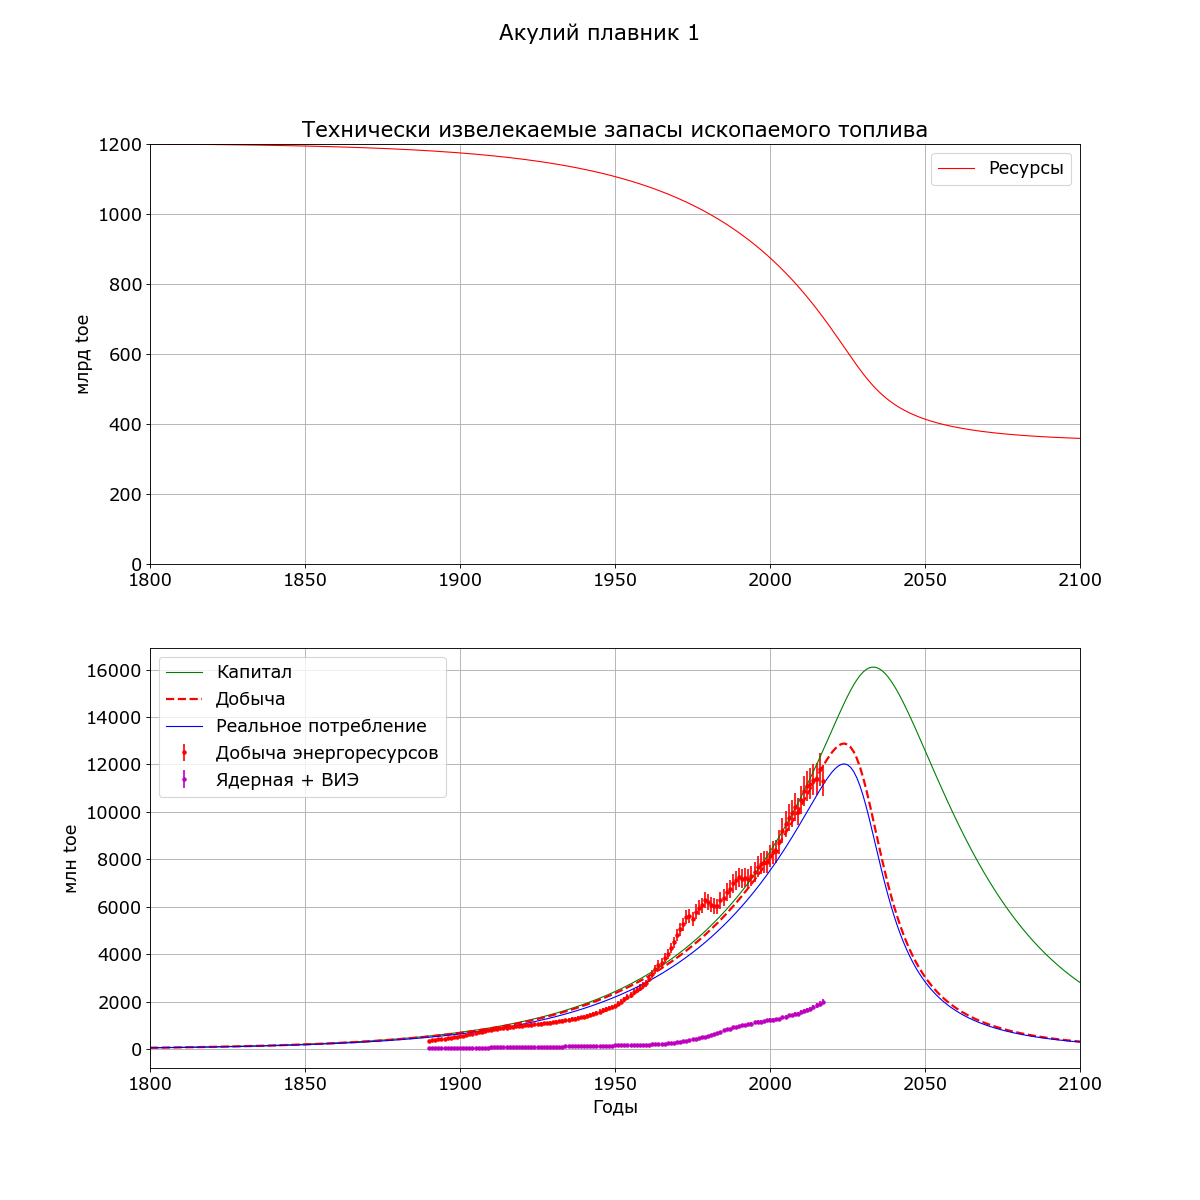 Акулий плавник 1
Технически извелекаемые запасы ископаемого топлива
1200
1000
800
600
400
200
0
млрд toe
Ресурсы
1800 1850 1900 1950 2000 2050 2100
16000
14000
12000
10000
8000
6000
4000
2000
0
млн toe
Капитал
Добыча
Реальное потребление
Добыча энергоресурсов
Ядерная + ВИЭ
1800 1850 1900 1950 2000 2050 2100
Годы